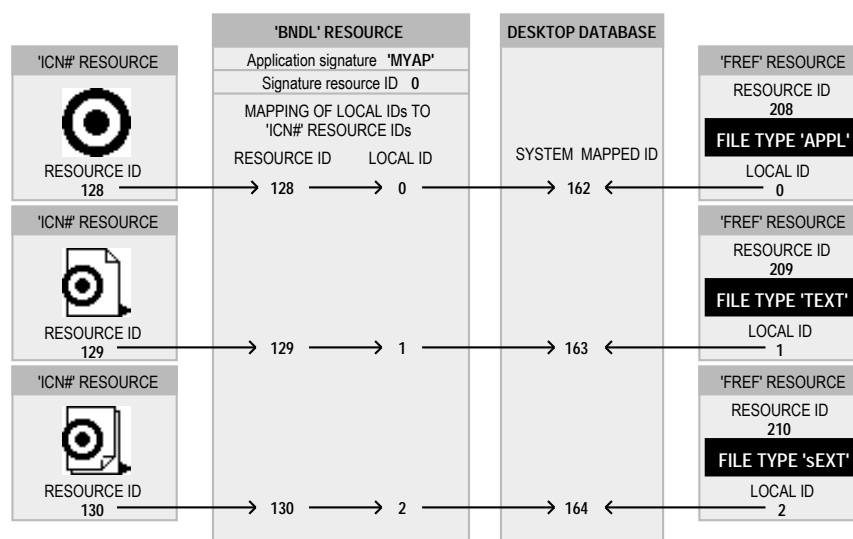 'BNDL' RESOURCE
Application signature 'MYAP'
Signature resource ID 0
MAPPING OF LOCAL IDs TO
'ICN#' RESOURCE IDs
RESOURCE ID LOCAL ID
128 0
129 1
130 2
DESKTOP DATABASE
SYSTEM MAPPED ID
162
163
164
'ICN#' RESOURCE
RESOURCE ID
128
'ICN#' RESOURCE
RESOURCE ID
129
'ICN#' RESOURCE
RESOURCE ID
130
'FREF' RESOURCE
RESOURCE ID
208
FILE TYPE 'APPL'
LOCAL ID
0
'FREF' RESOURCE
RESOURCE ID
209
FILE TYPE 'TEXT'
LOCAL ID
1
'FREF' RESOURCE
RESOURCE ID
210
FILE TYPE 'sEXT'
LOCAL ID
2